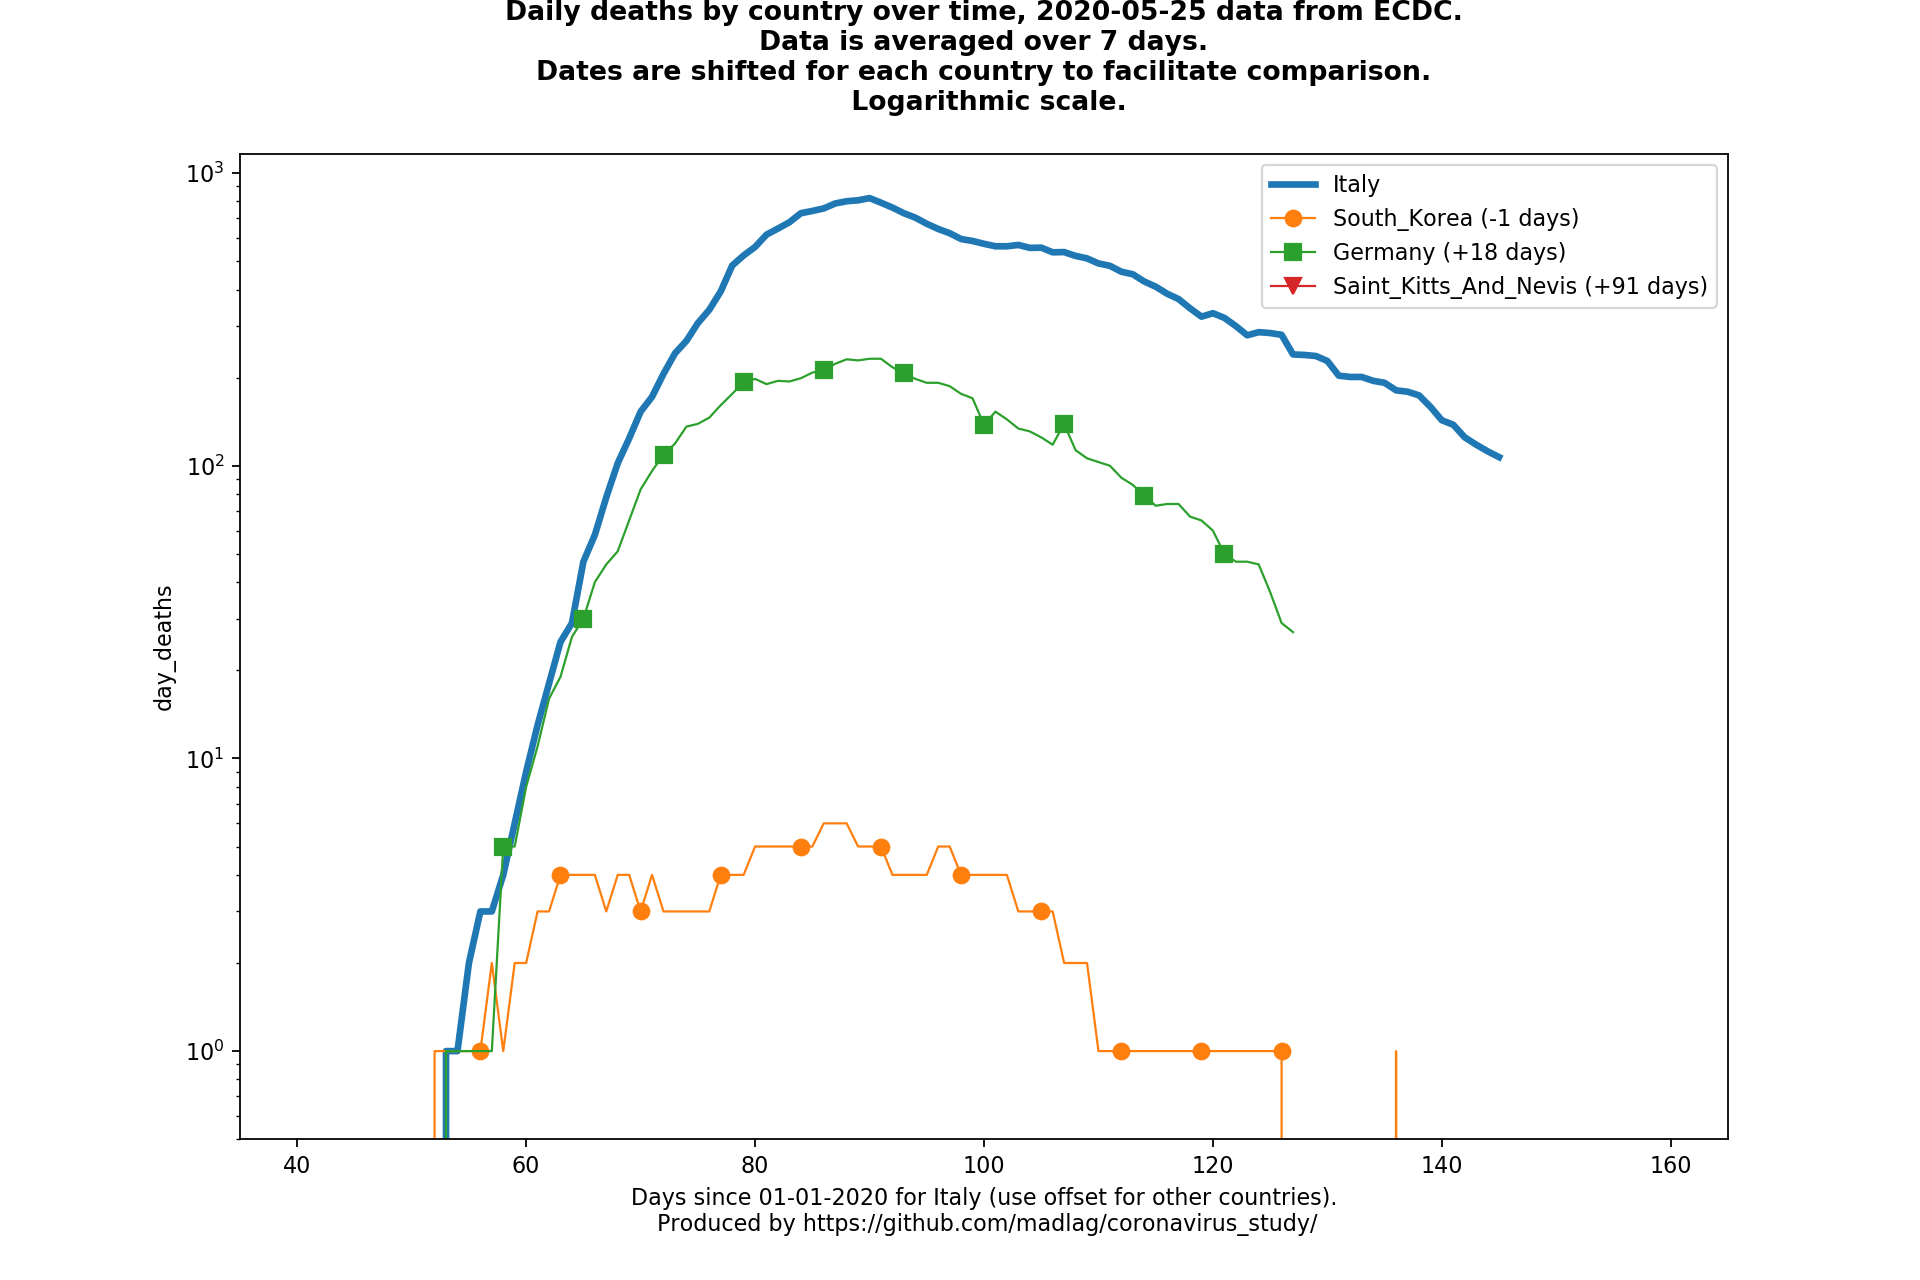 Daily deaths by country over time, 2020-05-25 data from ECDC.
Data is averaged over 7 days.
Dates are shifted for each country to facilitate comparison.
Logarithmic scale.
10³
10²
10¹
10⁰
day_deaths
Italy
South_Korea (-1 days)
Germany (+18 days)
Saint_Kitts_And_Nevis (+91 days)
40 60 80 100 120 140 160
Days since 01-01-2020 for Italy (use offset for other countries).
Produced by https://github.com/madlag/coronavirus_study/